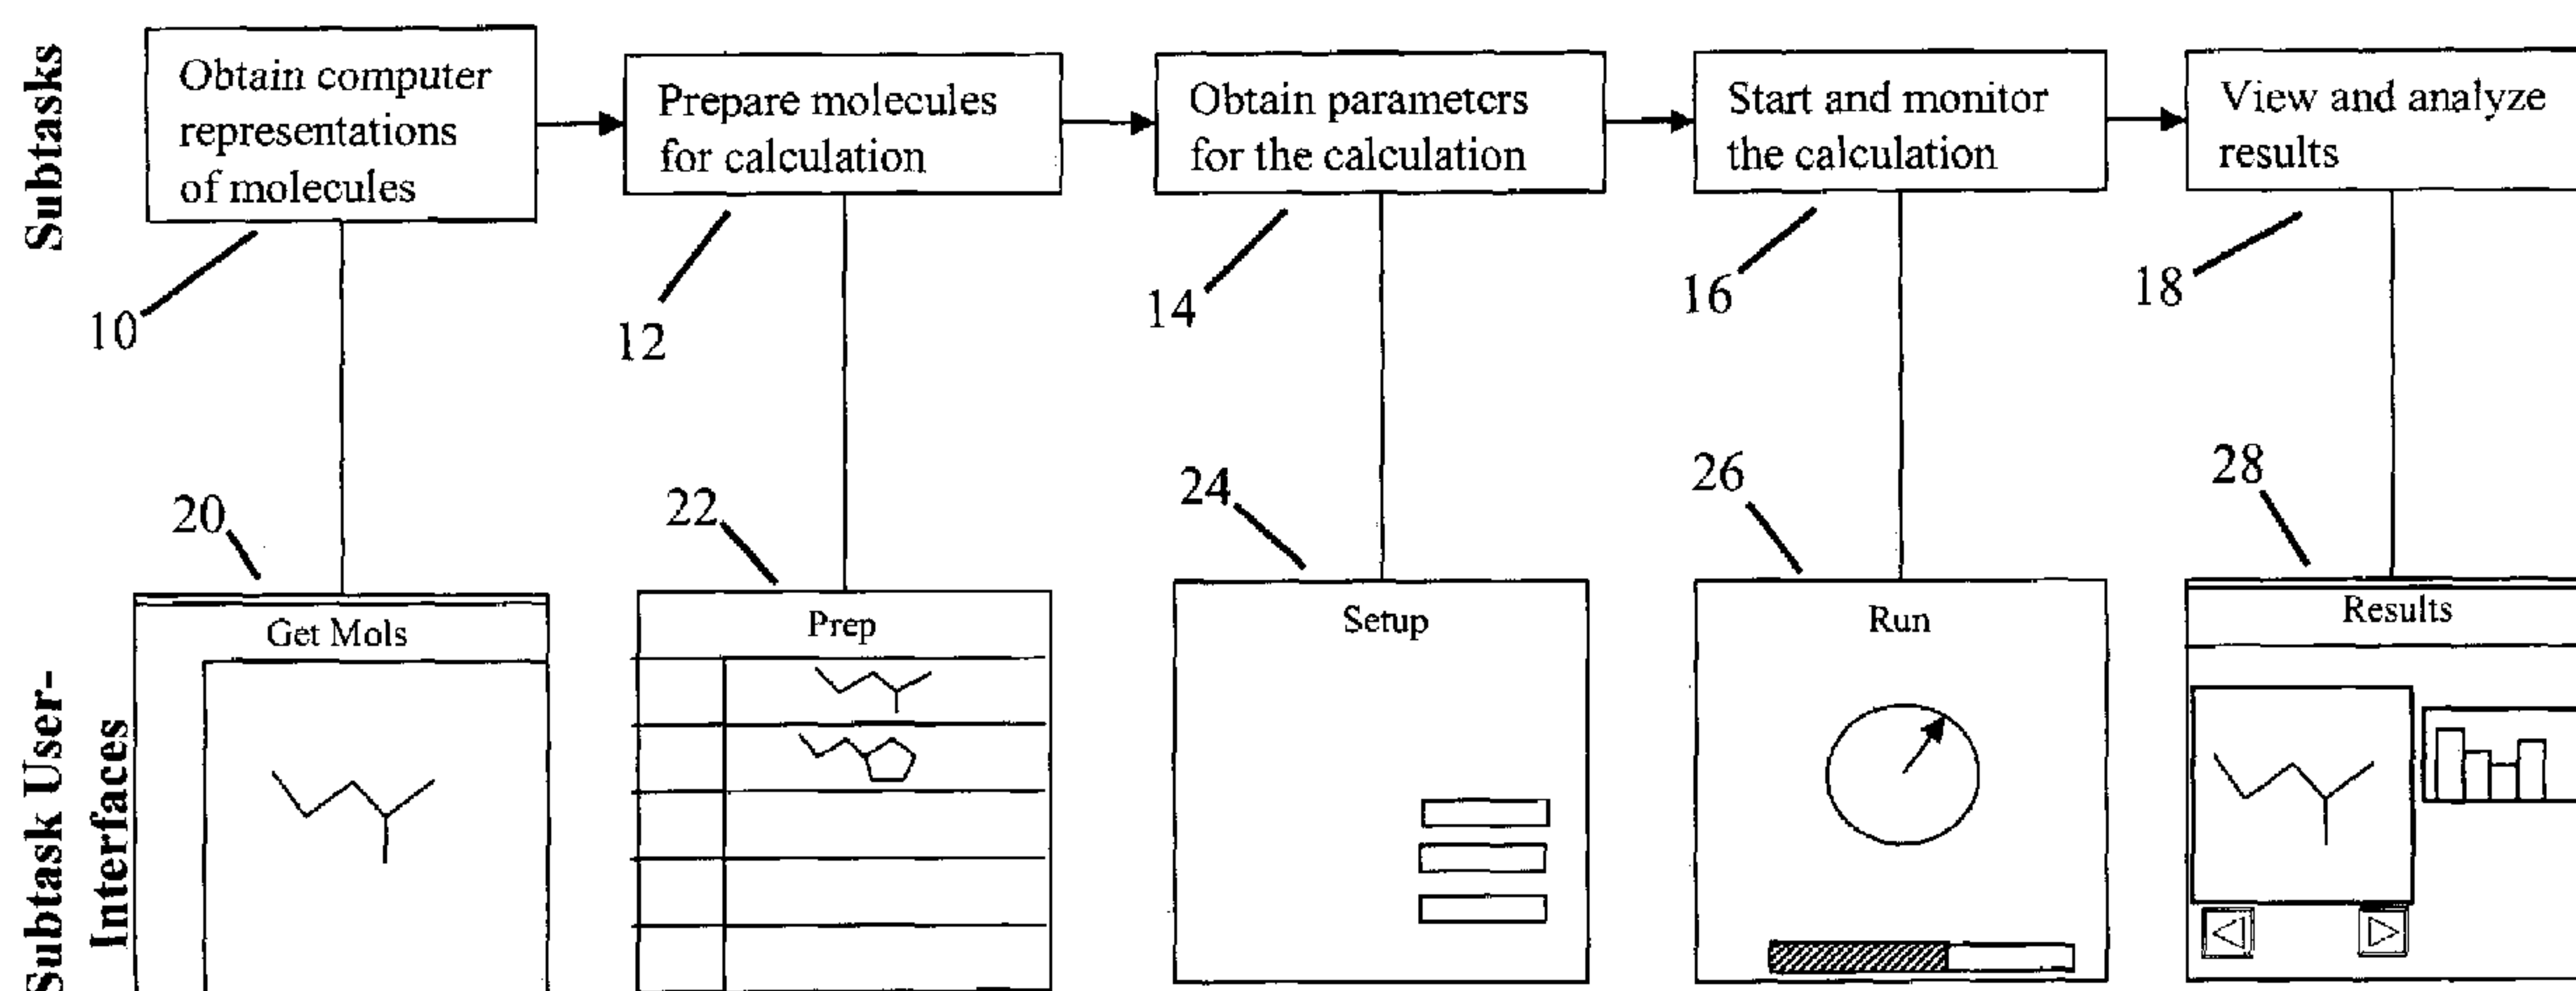 Subtasks
Obtain computer
representations
of molecules
Prepare molecules
for calculation
Obtain parameters
for the calculation
Start and monitor
the calculation
View and analyze
results
10
12
14
16
18
20
22
24
26
28
Subtask User-
Interfaces
Get Mols
Prep
Setup
Run
Results